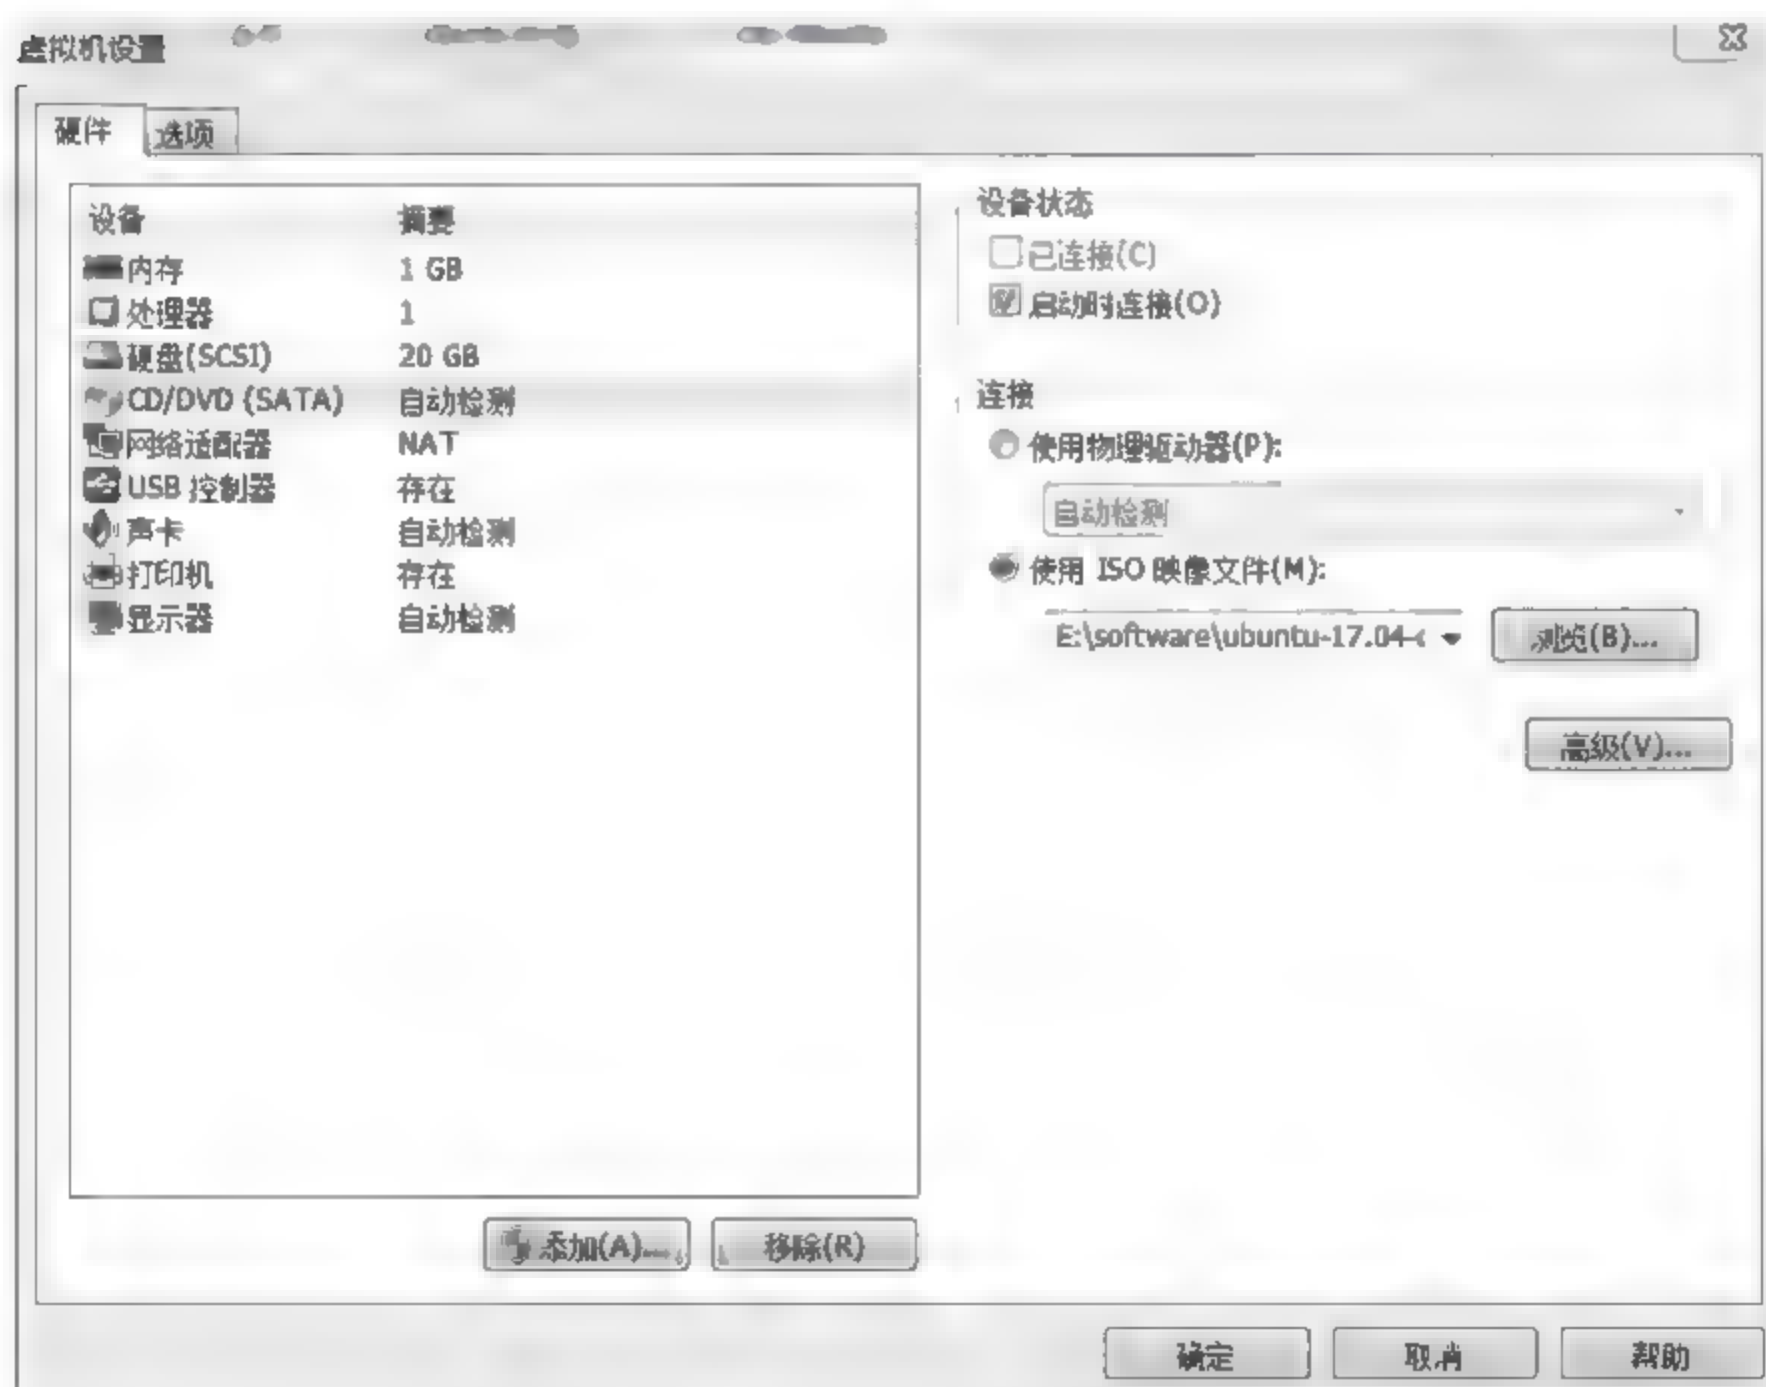 虚拟机设置
硬件 选项
设备 摘要
内存 1 GB
处理器 1
硬盘(SCSI) 20 GB
CD/DVD (SATA) 自动检测
网络适配器 NAT
USB 控制器 存在
声卡 自动检测
打印机 存在
显示器 自动检测
添加(A)... 移除(R)
设备状态
已连接(C)
启动时连接(O)
连接
使用物理驱动器(P):
自动检测
使用 ISO 映像文件(M):
E:\software\ubuntu-17.04- 浏览(B)...
高级(V)...
确定 取消 帮助